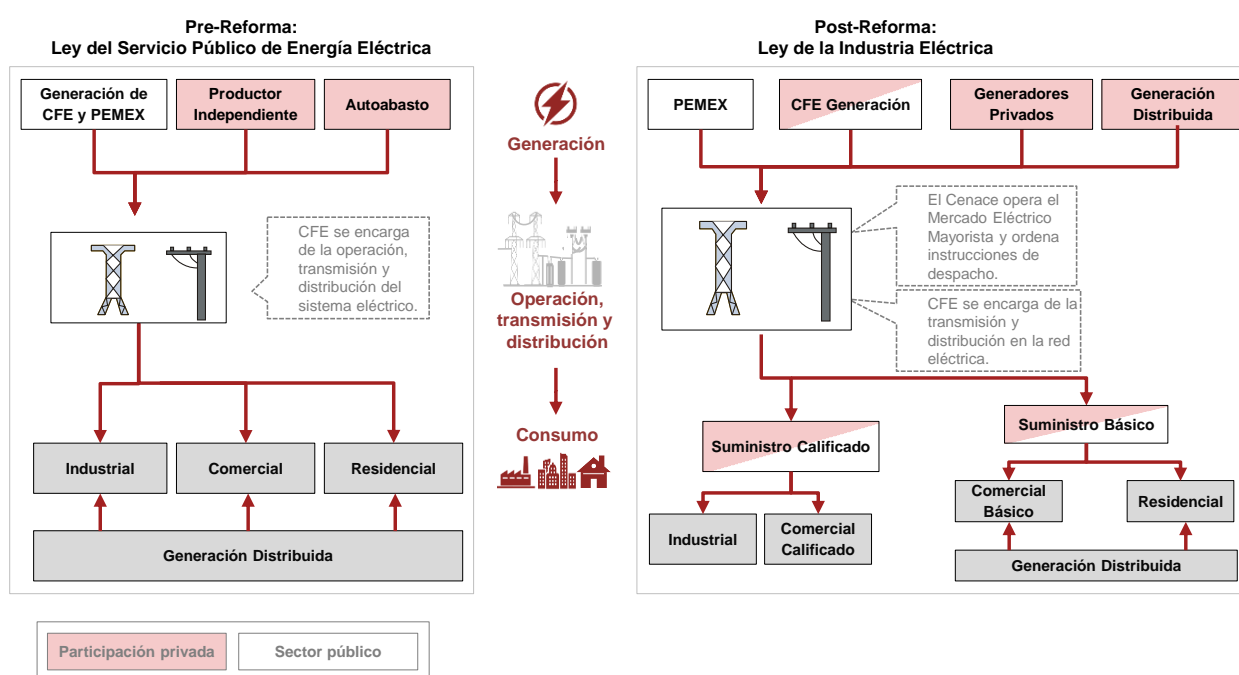 Pre-Reforma:
Ley del Servicio Público de Energía Eléctrica
Generación de
CFE y PEMEX
Productor
Independiente
Autoabasto
CFE se encarga
de la operación,
transmisión y
distribución del
sistema eléctrico.
Industrial
Comercial
Residencial
Generación Distribuida
Participación privada
Sector público
Generación
Operación,
transmisión y
distribución
Consumo
Post-Reforma:
Ley de la Industria Eléctrica
PEMEX
CFE Generación
Generadores
Privados
Generación
Distribuida
El Cenace opera el
Mercado Eléctrico
Mayorista y ordena
instrucciones de
despacho.
CFE se encarga de la
transmisión y
distribución en la red
eléctrica.
Suministro Calificado
Suministro Básico
Industrial
Comercial
Calificado
Comercial
Básico
Residencial
Generación Distribuida